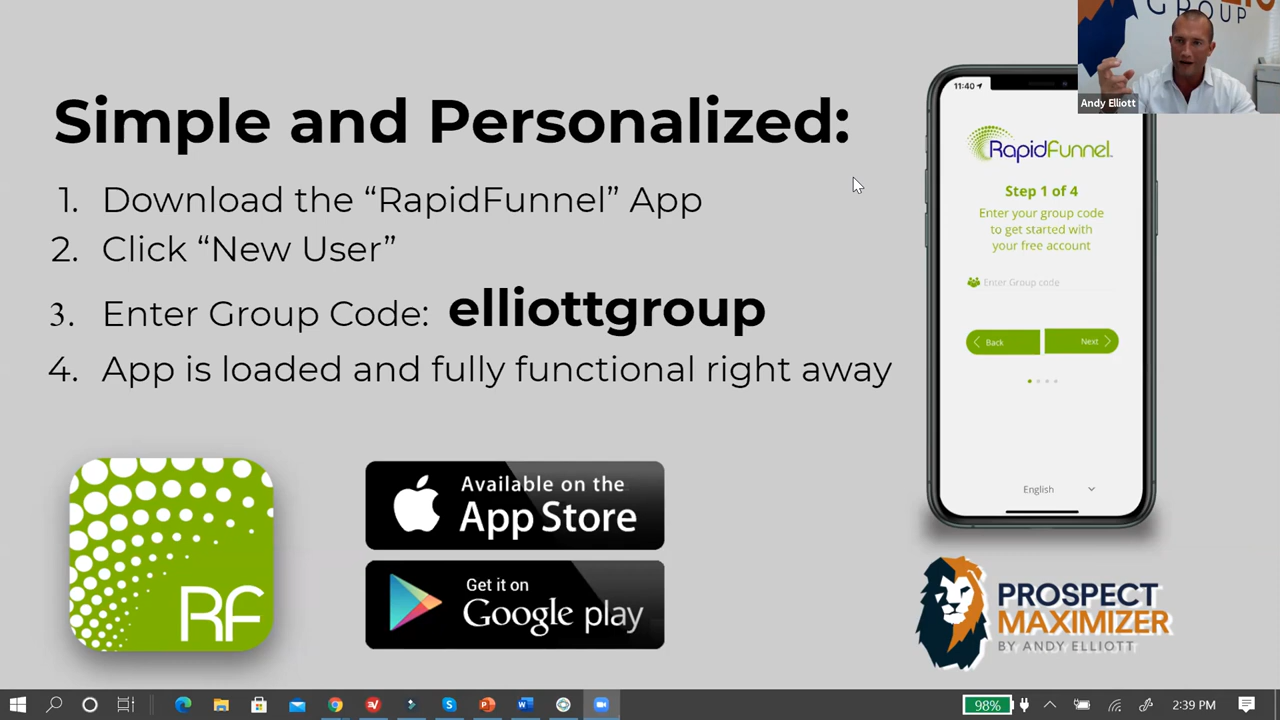 GROUP
Andy Elliott
Simple and Personalized:
1. Download the “RapidFunnel” App
2. Click “New User”
3. Enter Group Code: elliottgroup
4. App is loaded and fully functional right away
11:40
RapidFunnel
Step 1 of 4
Enter your group code
to get started with
your free account
Enter Group code
Back
Next
English
RF
Available on the
App Store
Get it on
Google play
PROSPECT
MAXIMIZER
BY ANDY ELLIOTT
98%
2:39 PM